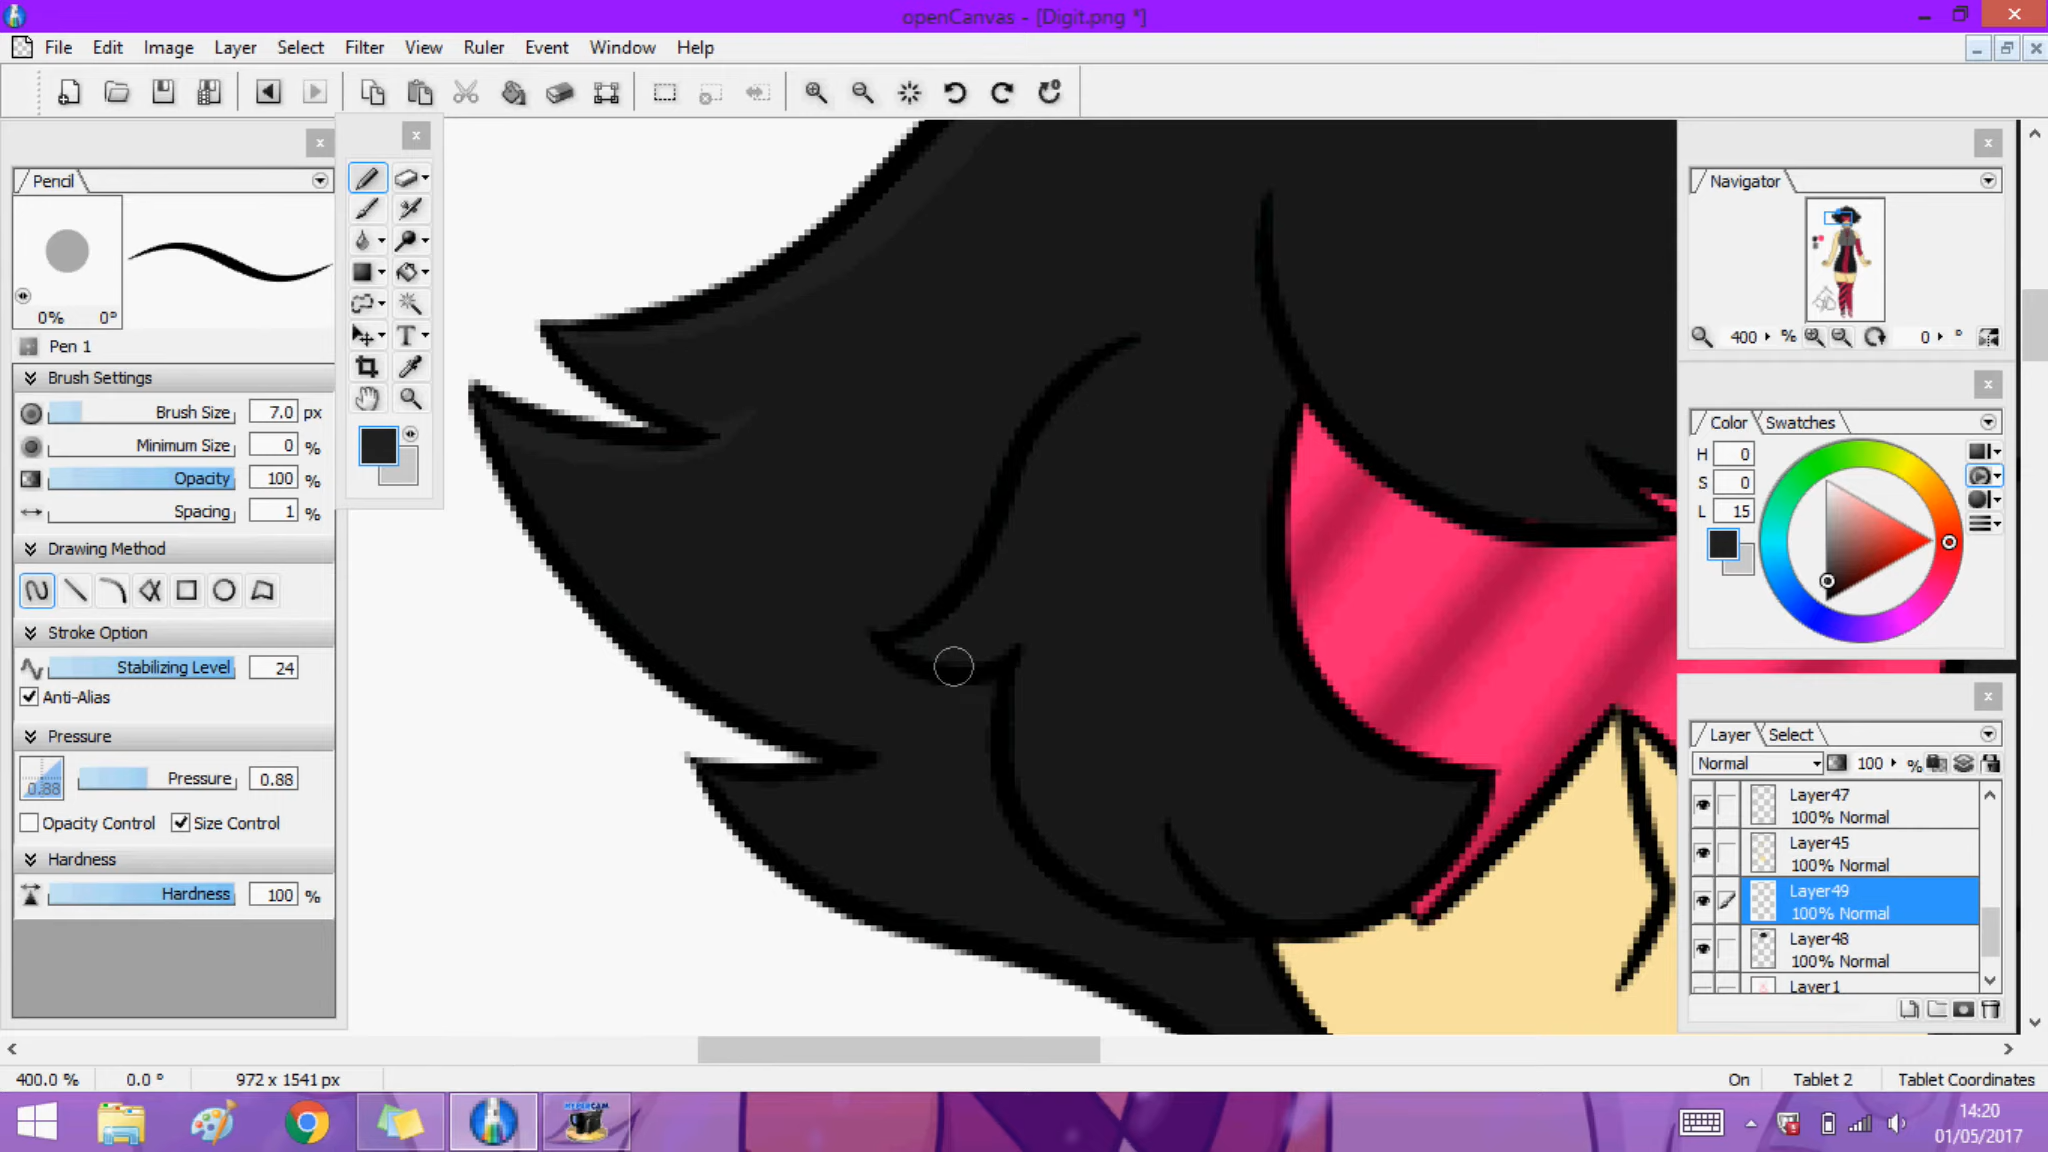 openCanvas - [Digit.png *]
File Edit Image Layer Select Filter View Ruler Event Window Help
Pencil
0% 0°
Pen 1
Brush Settings
Brush Size 7.0 px
Minimum Size 0 %
Opacity 100 %
Spacing 1 %
Drawing Method
Stroke Option
Stabilizing Level 24
Anti-Alias
Pressure
0.88 Pressure 0.88
Opacity Control Size Control
Hardness
Hardness 100 %
T
Navigator
400 % 0 °
Color Swatches
H 0
S 0
L 15
Layer Select
Normal 100 %
Layer47
100% Normal
Layer45
100% Normal
Layer49
100% Normal
Layer48
100% Normal
Layer1
400.0 % 0.0 ° 972 x 1541 px On Tablet 2 Tablet Coordinates
HYPERCAM
14:20
01/05/2017